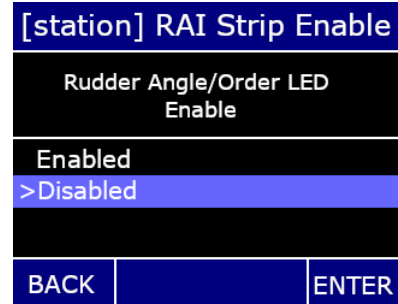 [station] RAI Strip Enable
Rudder Angle/Order LED
Enable
Enabled
>Disabled
BACK
ENTER